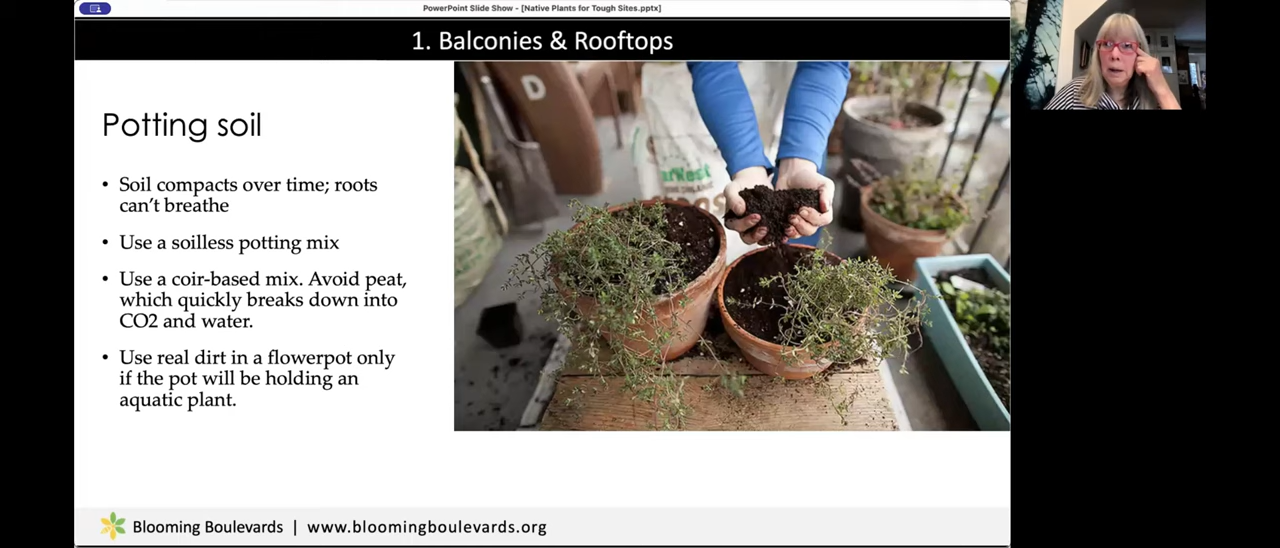 PowerPoint Slide Show - [Native Plants for Tough Sites.pptx]
1. Balconies & Rooftops
Potting soil
• Soil compacts over time; roots
can't breathe
• Use a soilless potting mix
• Use a coir-based mix. Avoid peat,
which quickly breaks down into
CO2 and water.
• Use real dirt in a flowerpot only
if the pot will be holding an
aquatic plant.
D
Blooming Boulevards | www.bloomingboulevards.org